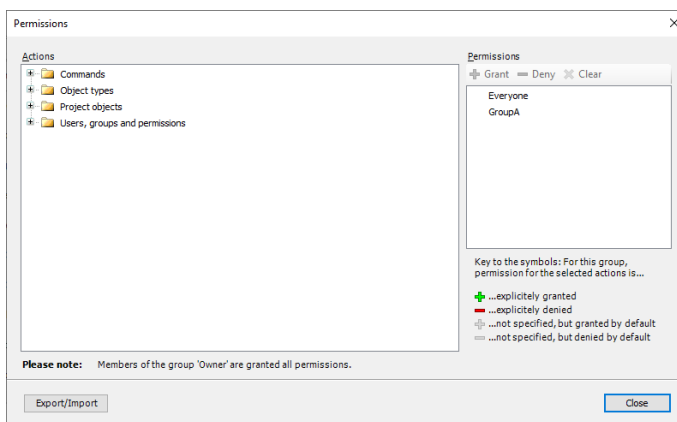 Permissions
Actions
Commands
Object types
Project objects
Users, groups and permissions
Permissions
Grant Deny Clear
Everyone
GroupA
Key to the symbols: For this group,
permission for the selected actions is...
...explicitely granted
...explicitely denied
...not specified, but granted by default
...not specified, but denied by default
Please note: Members of the group 'Owner' are granted all permissions.
Export/Import
Close